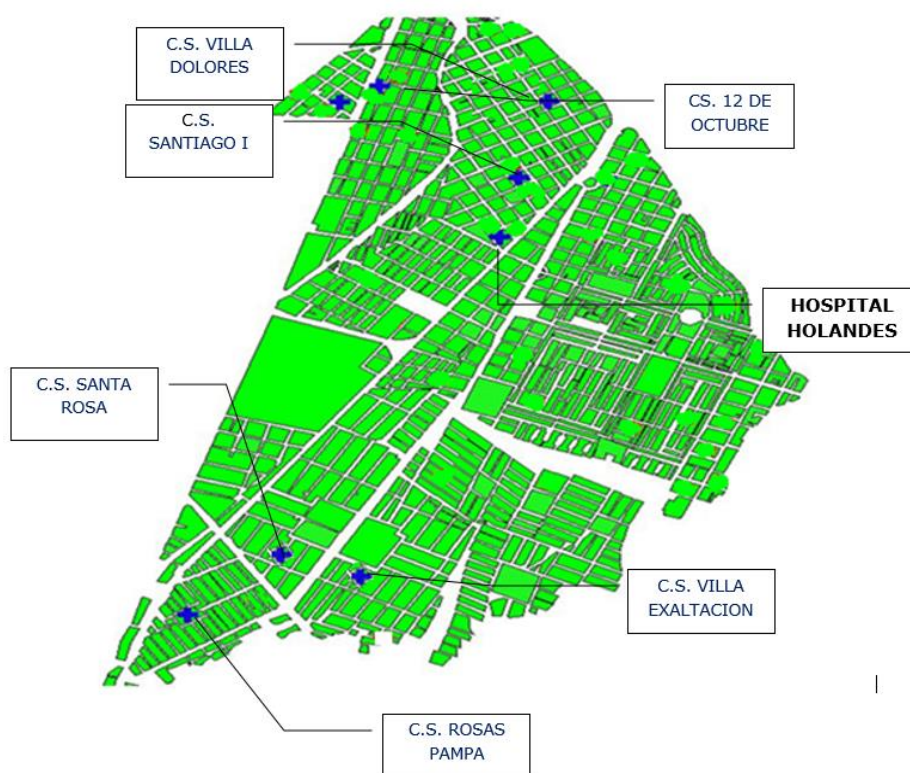 C.S. VILLA
DOLORES
CS. 12 DE
OCTUBRE
C.S.
SANTIAGO I
HOSPITAL
HOLANDES
C.S. SANTA
ROSA
C.S. VILLA
EXALTACION
C.S. ROSAS
PAMPA